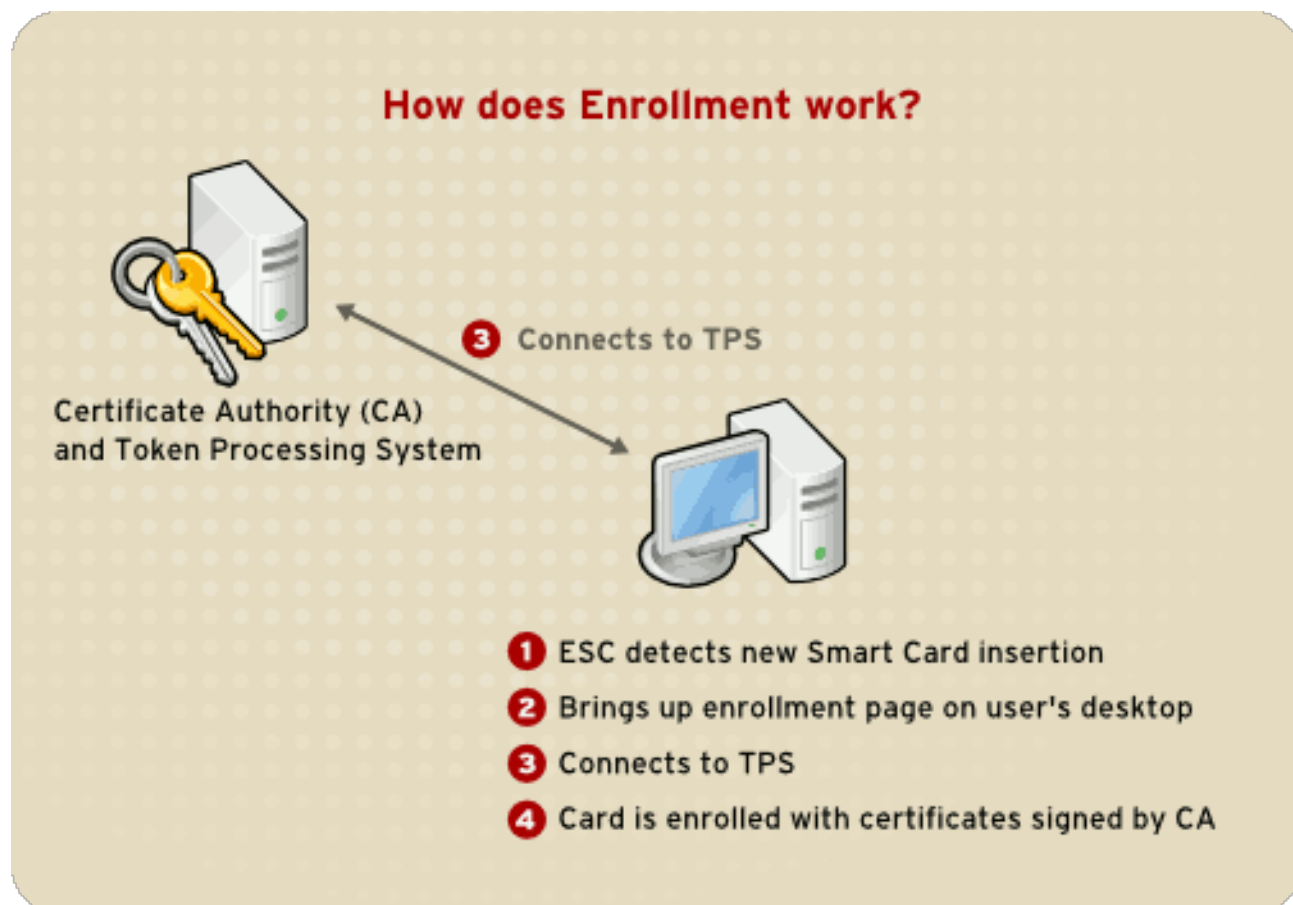 How does Enrollment work?
3 Connects to TPS
Certificate Authority (CA)
and Token Processing System
1 ESC detects new Smart Card insertion
2 Brings up enrollment page on user's desktop
3 Connects to TPS
4 Card is enrolled with certificates signed by CA